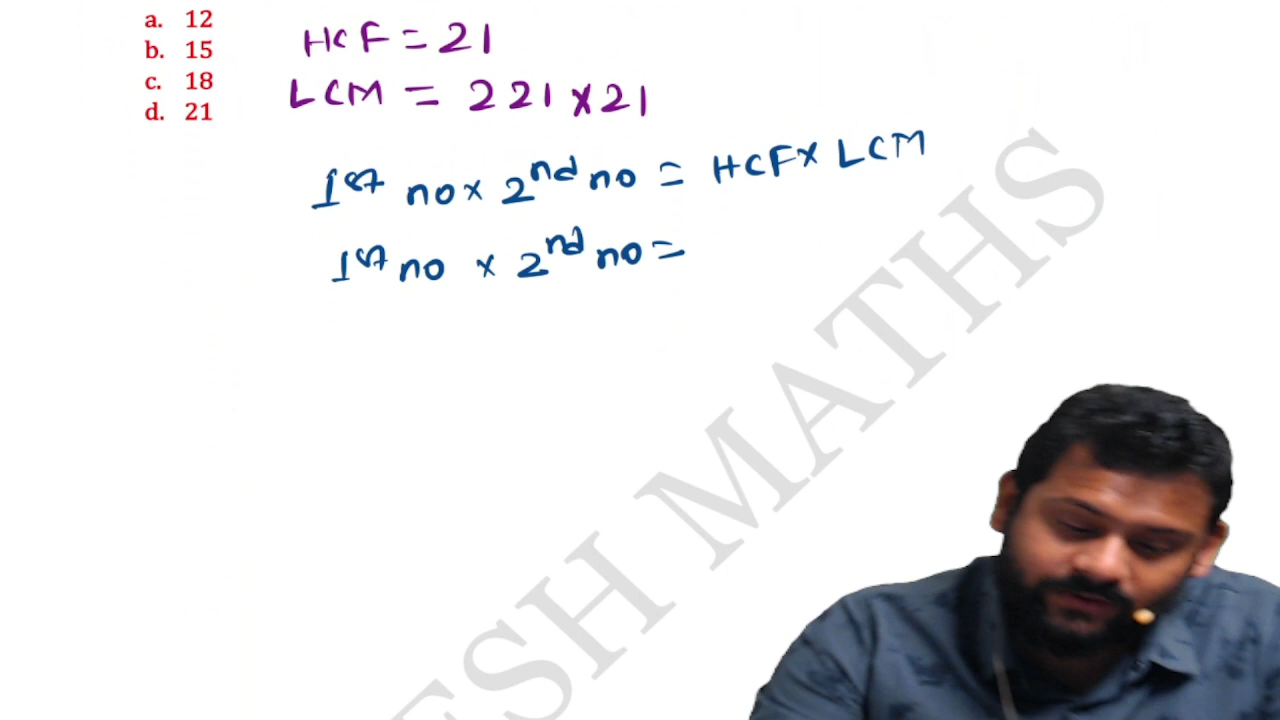 a. 12
b. 15
c. 18
d. 21
HCF = 21
LCM = 221 x 21
1st no x 2nd no = HCF x LCM
1st no x 2nd no =
ESH MATHS